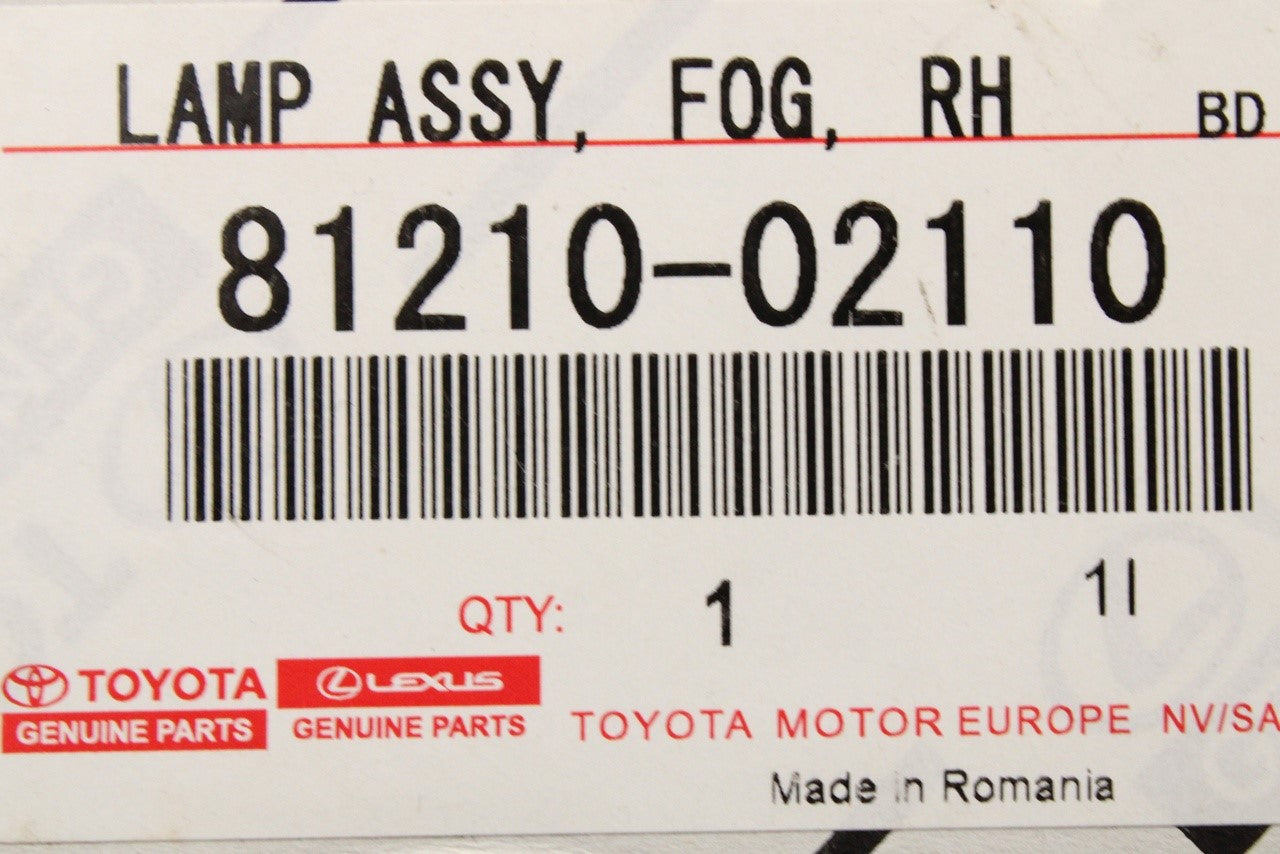 LAMP ASSY, FOG, RH BD
81210-02110
QTY: 1 1I
TOYOTA LEXUS
GENUINE PARTS GENUINE PARTS TOYOTA MOTOR EUROPE NV/SA
Made in Romania